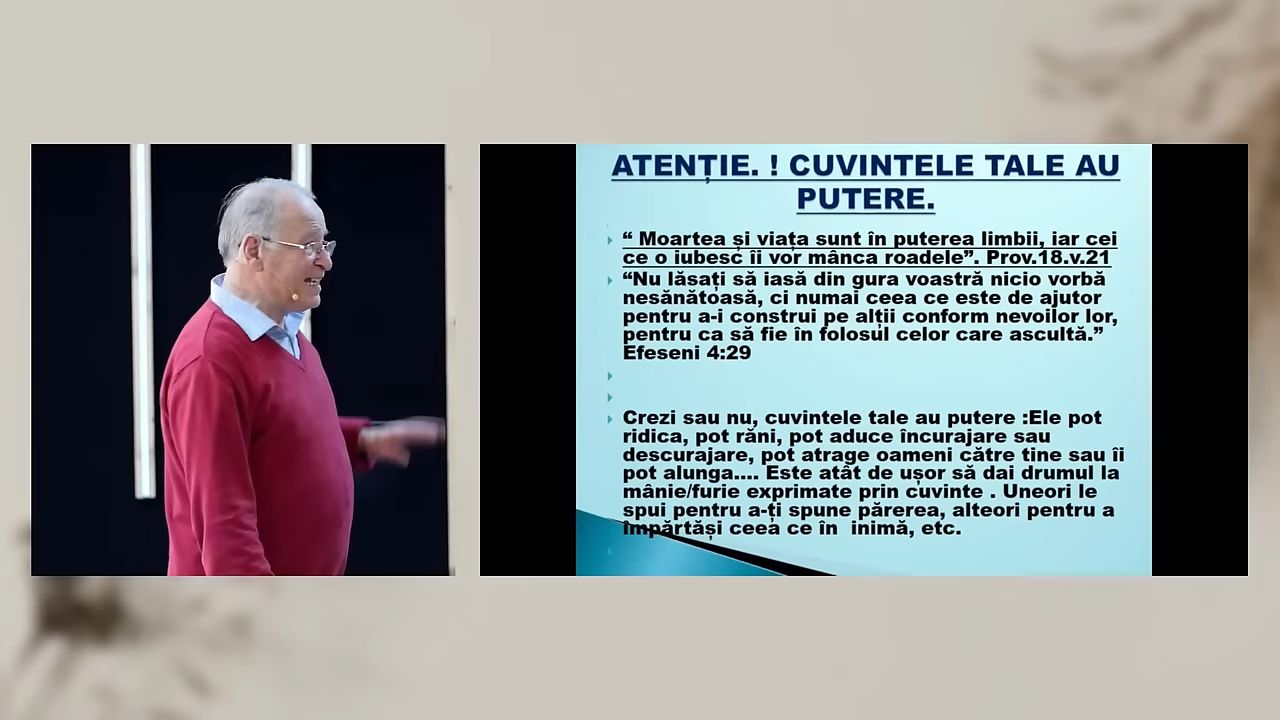 ATENȚIE. ! CUVINTELE TALE AU
PUTERE.
“ Moartea și viața sunt în puterea limbii, iar cei
ce o iubesc îi vor mânca roadele”. Prov.18.v.21
“Nu lăsați să iasă din gura voastră nicio vorbă
nesănătoasă, ci numai ceea ce este de ajutor
pentru a-i construi pe alții conform nevoilor lor,
pentru ca să fie în folosul celor care ascultă.”
Efeseni 4:29
Crezi sau nu, cuvintele tale au putere :Ele pot
ridica, pot răni, pot aduce încurajare sau
descurajare, pot atrage oameni către tine sau îi
pot alunga.... Este atât de ușor să dai drumul la
mânie/furie exprimate prin cuvinte . Uneori le
spui pentru a-ți spune părerea, alteori pentru a
împărtăși ceea ce în  inimă, etc.